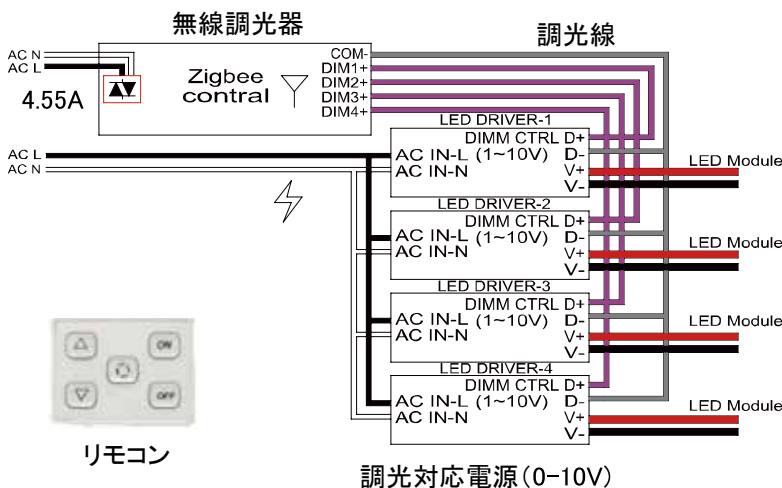 無線調光器
調光線
AC N
AC L
4.55A
Zigbee
contral
COM-
DIM1+
DIM2+
DIM3+
DIM4+
AC L
AC N
LED DRIVER-1
DIMM CTRL D+
AC IN-L (1~10V) D-
AC IN-N V+
V-
LED Module
LED DRIVER-2
DIMM CTRL D+
AC IN-L (1~10V) D-
AC IN-N V+
V-
LED Module
LED DRIVER-3
DIMM CTRL D+
AC IN-L (1~10V) D-
AC IN-N V+
V-
LED Module
LED DRIVER-4
DIMM CTRL D+
AC IN-L (1~10V) D-
AC IN-N V+
V-
LED Module
ON
OFF
リモコン
調光対応電源(0-10V)